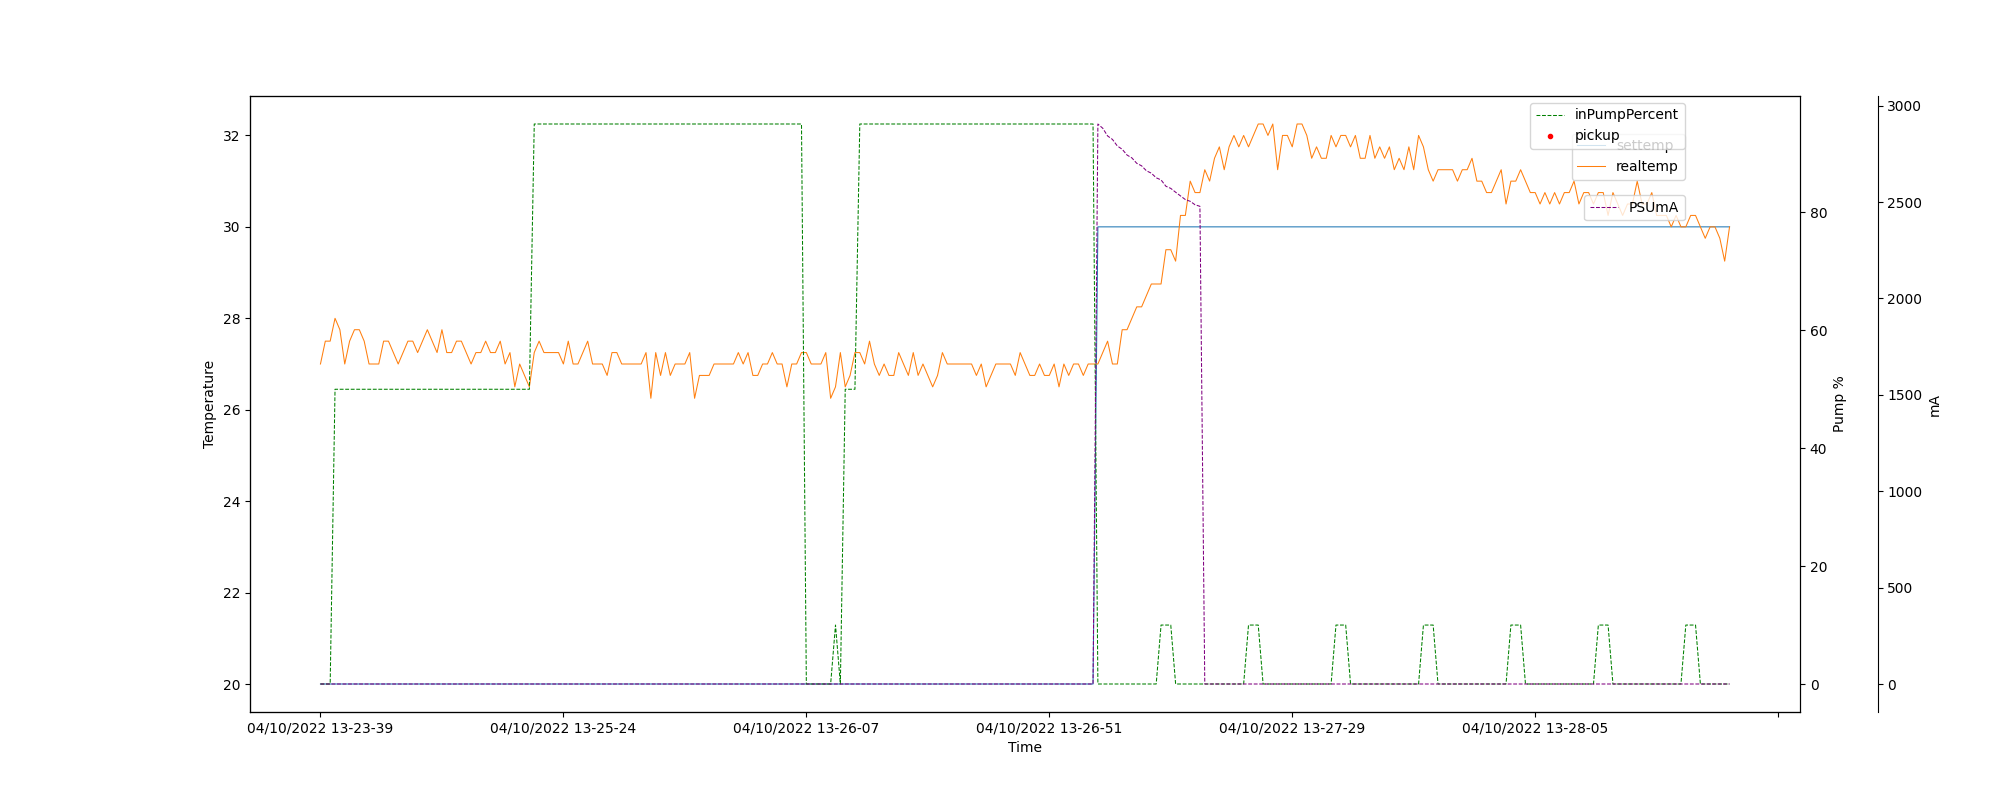 inPumpPercent
pickup
settemp
realtemp
PSUmA
32
30
28
26
24
22
20
Temperature
80
60
40
20
0
Pump %
3000
2500
2000
1500
1000
500
0
mA
04/10/2022 13-23-39
04/10/2022 13-25-24
04/10/2022 13-26-07
04/10/2022 13-26-51
04/10/2022 13-27-29
04/10/2022 13-28-05
Time